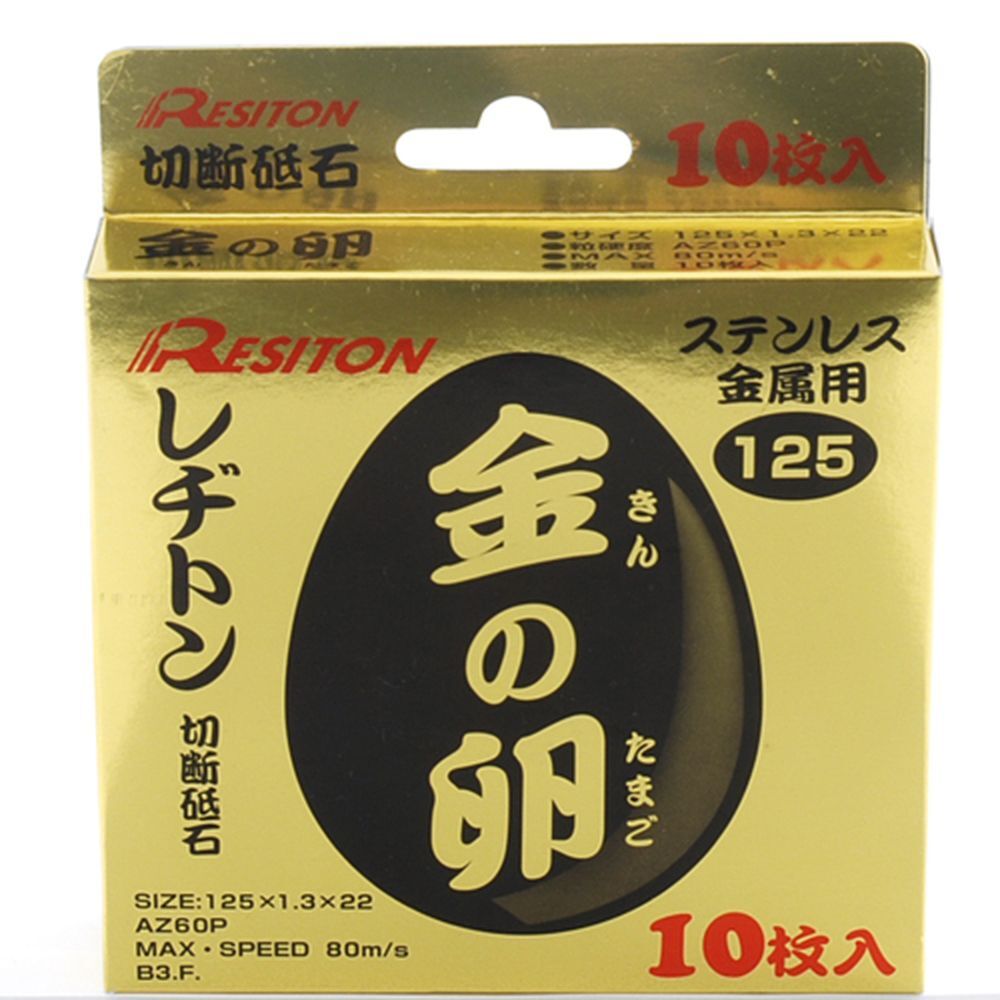 RESITON
切断砥石
10枚入
金の卵
●サイズ 125×1.3×22
●粒硬度 AZ60P
●MAX 80m/s
●数量 10枚入
RESITON
ステンレス
金属用
125
レヂトン
切断砥石
金の卵
きん
たまご
SIZE:125×1.3×22
AZ60P
MAX・SPEED 80m/s
B3.F.
10枚入